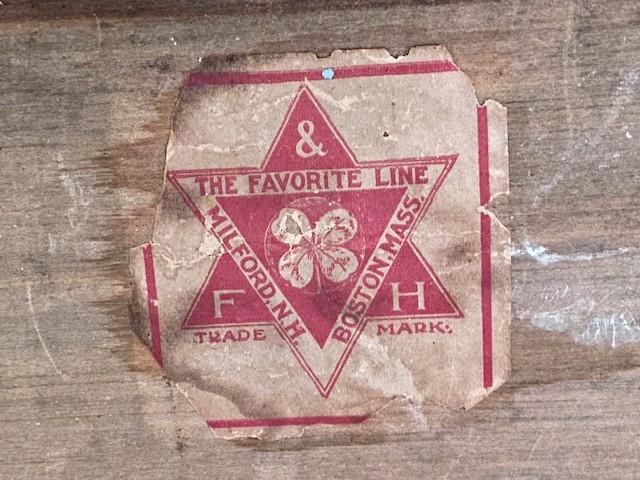 &
THE FAVORITE LINE
MILFORD, N.H.
BOSTON, MASS.
F H
TRADE MARK.